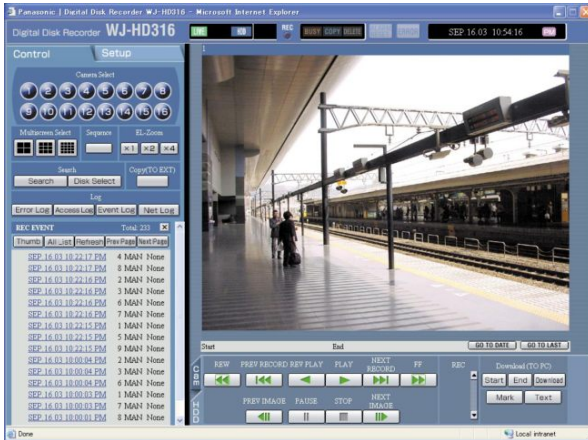 Panasonic | Digital Disk Recorder WJ-HD316 - Microsoft Internet Explorer
Digital Disk Recorder WJ-HD316
LIVE HDD REC BUSY COPY DELETE SEP.16.03 10:54:16 PM
Control Setup
1
Camera Select
1 2 3 4 5 6 7 8
9 10 11 12 13 14 15 16
Multiscreen Select Sequence EL-Zoom
×1 ×2 ×4
Search Copy(TO EXT)
Search Disk Select
Log
Error Log Access Log Event Log Net Log
REC EVENT Total: 233
Thumb All List Refresh Prev Page Next Page
SEP.16.03 10:22:17 PM 4 MAN None
SEP.16.03 10:22:17 PM 8 MAN None
SEP.16.03 10:22:16 PM 2 MAN None
SEP.16.03 10:22:16 PM 3 MAN None
SEP.16.03 10:22:16 PM 6 MAN None
SEP.16.03 10:22:16 PM 7 MAN None
SEP.16.03 10:22:15 PM 1 MAN None
SEP.16.03 10:22:15 PM 5 MAN None
SEP.16.03 10:22:15 PM 9 MAN None
SEP.16.03 10:00:04 PM 2 MAN None
SEP.16.03 10:00:04 PM 3 MAN None
SEP.16.03 10:00:04 PM 6 MAN None
SEP.16.03 10:00:03 PM 1 MAN None
SEP.16.03 10:00:03 PM 7 MAN None
SEP.16.03 10:00:01 PM 8 MAN None
Start End GO TO DATE GO TO LAST
Cam HDD
REW PREV RECORD REV PLAY PLAY NEXT RECORD FF REC
PREV IMAGE PAUSE STOP NEXT IMAGE
Download (TO PC)
Start End Download
Mark Text
Done Local intranet